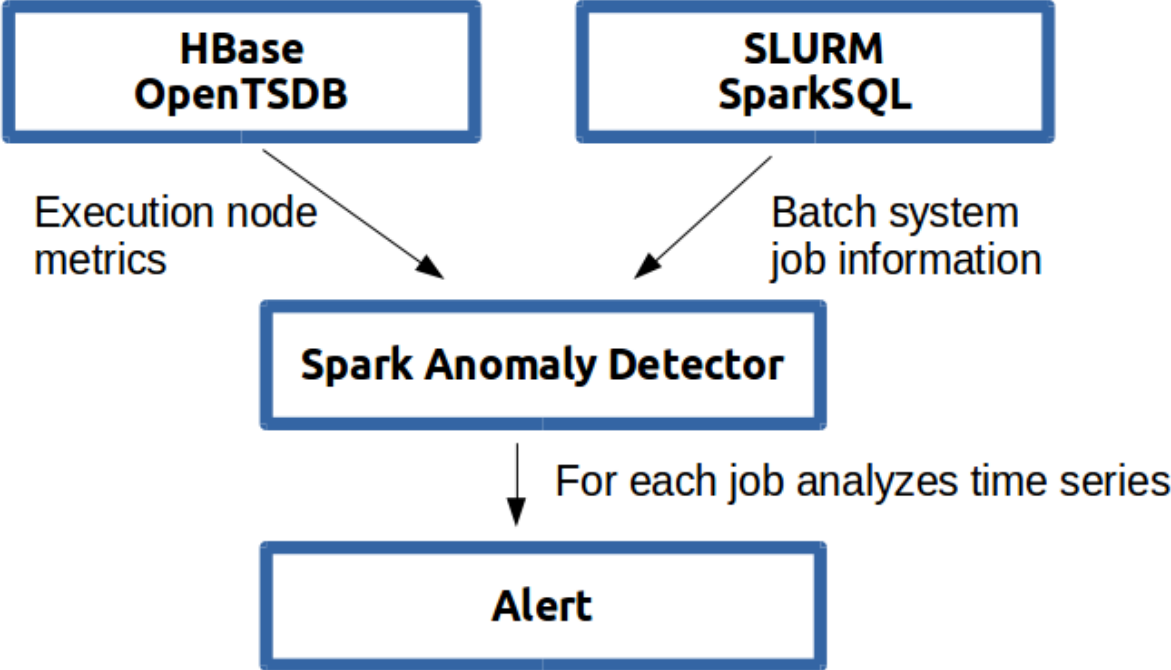 HBase
OpenTSDB
SLURM
SparkSQL
Execution node
metrics
Batch system
job information
Spark Anomaly Detector
For each job analyzes time series
Alert